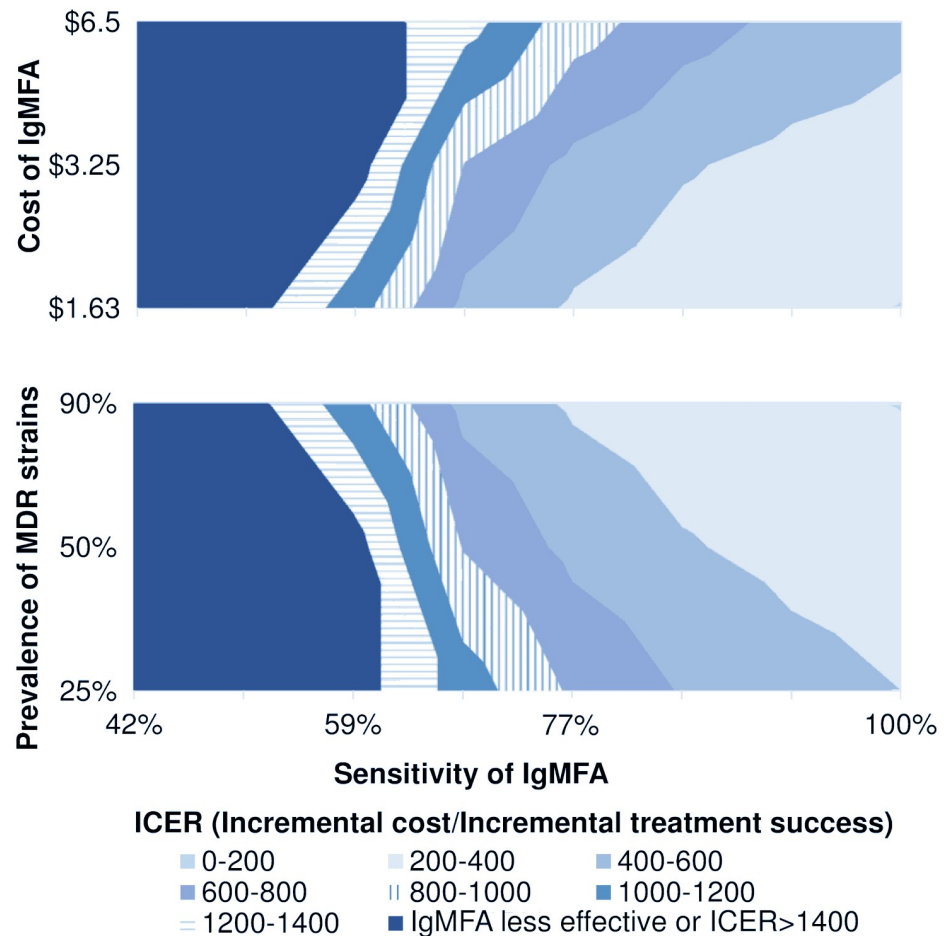 Cost of IgMFA
$6.5
$3.25
$1.63
Prevalence of MDR strains
90%
50%
25%
42% 59% 77% 100%
Sensitivity of IgMFA
ICER (Incremental cost/Incremental treatment success)
0-200 200-400 400-600
600-800 800-1000 1000-1200
1200-1400 IgMFA less effective or ICER>1400